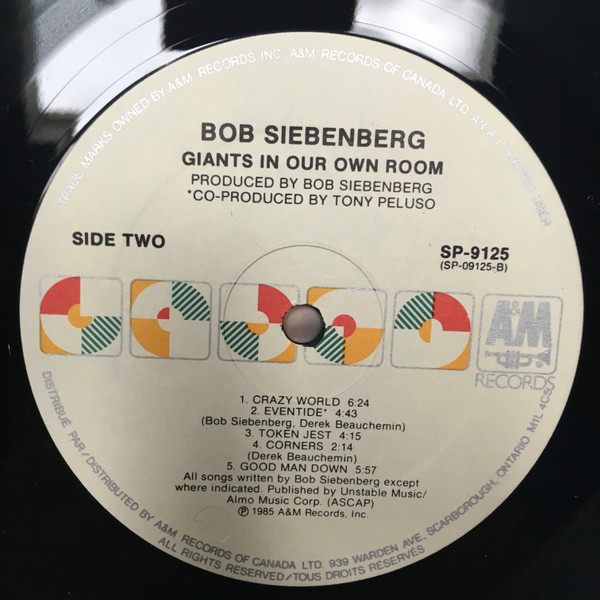 TRADE MARKS OWNED BY A&M RECORDS INC. A&M RECORDS OF CANADA LTD. AN AUTHORIZED USER
BOB SIEBENBERG
GIANTS IN OUR OWN ROOM
PRODUCED BY BOB SIEBENBERG
*CO-PRODUCED BY TONY PELUSO
SIDE TWO
SP-9125
(SP-09125-B)
A&M
RECORDS
1. CRAZY WORLD 6:24
2. EVENTIDE* 4:43
(Bob Siebenberg, Derek Beauchemin)
3. TOKEN JEST 4:15
4. CORNERS 2:14
(Derek Beauchemin)
5. GOOD MAN DOWN 5:57
All songs written by Bob Siebenberg except
where indicated. Published by Unstable Music/
Almo Music Corp. (ASCAP)
℗ 1985 A&M Records, Inc.
DISTRIBUÉ PAR/DISTRIBUTED BY A&M RECORDS OF CANADA LTD. 939 WARDEN AVE. SCARBOROUGH, ONTARIO M1L 4C5
ALL RIGHTS RESERVED/TOUS DROITS RÉSERVÉS